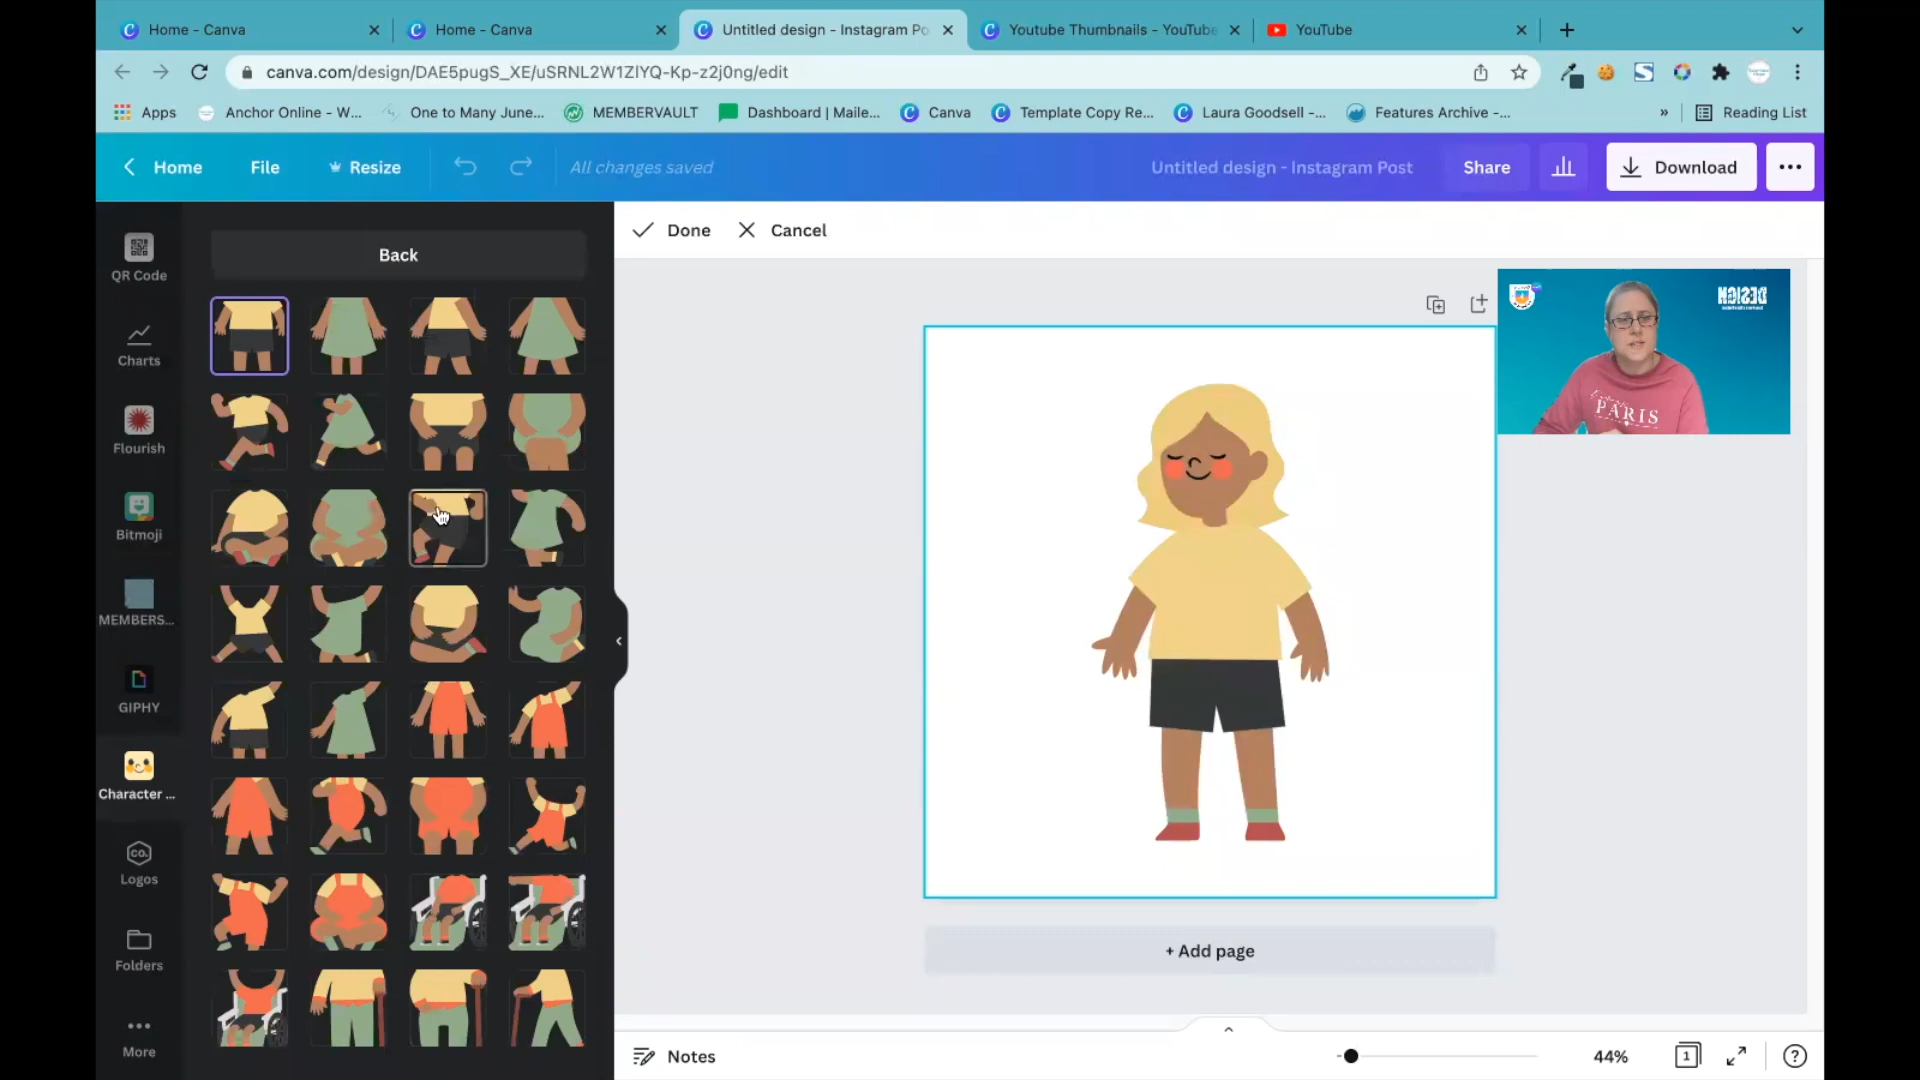 Home - Canva
Home - Canva
Untitled design - Instagram Po
Youtube Thumbnails - YouTube
YouTube
canva.com/design/DAE5pugS_XE/uSRNL2W1ZlYQ-Kp-z2j0ng/edit
Apps
Anchor Online - W...
One to Many June...
MEMBERVAULT
Dashboard | Maile...
Canva
Template Copy Re...
Laura Goodsell -...
Features Archive -...
»
Reading List
Home
File
Resize
All changes saved
Untitled design - Instagram Post
Share
Download
Done
Cancel
Back
QR Code
Charts
Flourish
Bitmoji
MEMBERS...
GIPHY
Character ...
CO.
Logos
Folders
More
DESIGN
PARIS
+ Add page
Notes
44%
1